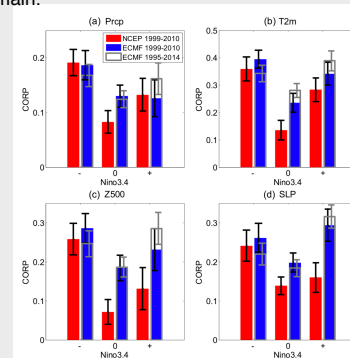 main.
(a) Prcp
NCEP 1999-2010
ECMF 1999-2010
ECMF 1995-2014
CORP
0.2
0.1
0
- 0 +
Nino3.4
(b) T2m
CORP
0.5
0.4
0.3
0.2
0.1
0
- 0 +
Nino3.4
(c) Z500
CORP
0.3
0.2
0.1
0
- 0 +
Nino3.4
(d) SLP
CORP
0.3
0.2
0.1
0
- 0 +
Nino3.4